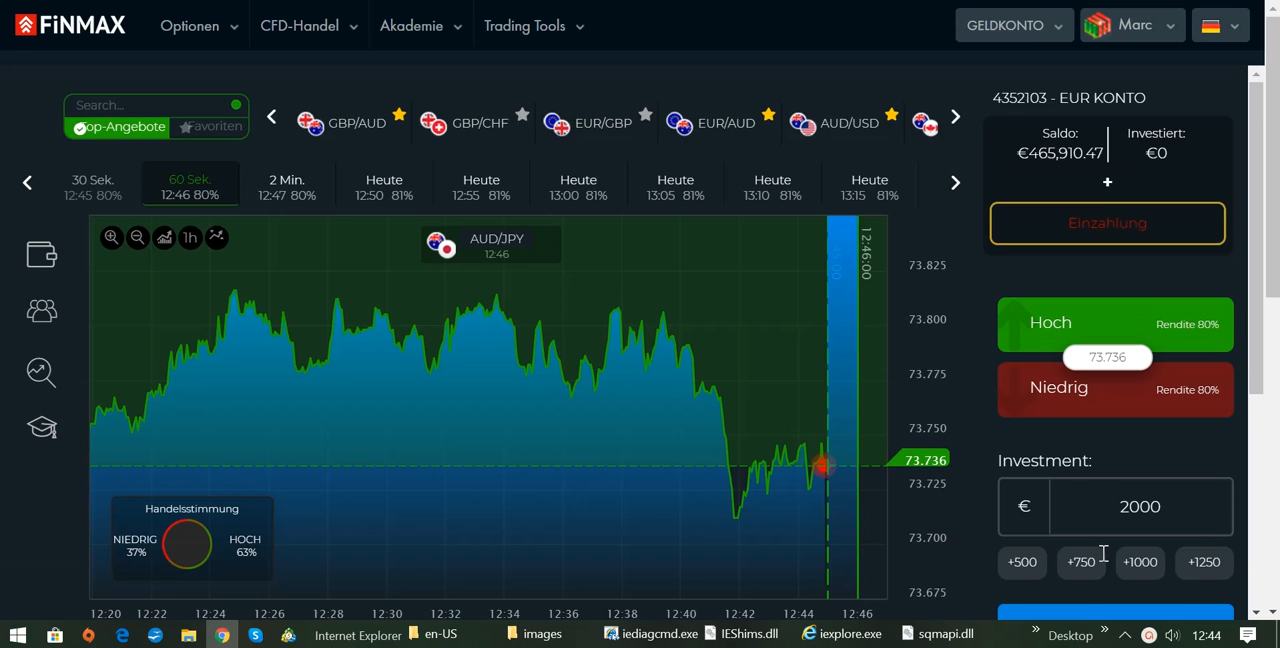 FiNMAX Optionen CFD-Handel Akademie Trading Tools GELDKONTO Marc
Search...
Top-Angebote Favoriten
GBP/AUD GBP/CHF EUR/GBP EUR/AUD AUD/USD
30 Sek. 60 Sek. 2 Min. Heute Heute Heute Heute Heute Heute
12:45 80% 12:46 80% 12:47 80% 12:50 81% 12:55 81% 13:00 81% 13:05 81% 13:10 81% 13:15 81%
1h
AUD/JPY
12:46
12:46:00
73.825
73.800
73.775
73.750
73.736
73.725
73.700
73.675
Handelsstimmung
NIEDRIG HOCH
37% 63%
12:20 12:22 12:24 12:26 12:28 12:30 12:32 12:34 12:36 12:38 12:40 12:42 12:44 12:46
4352103 - EUR KONTO
Saldo: Investiert:
€465,910.47 €0
+
Einzahlung
Hoch Rendite 80%
73.736
Niedrig Rendite 80%
Investment:
€ 2000
+500 +750 +1000 +1250
Internet Explorer en-US images iediagcmd.exe IEShims.dll iexplore.exe sqmapi.dll Desktop 12:44